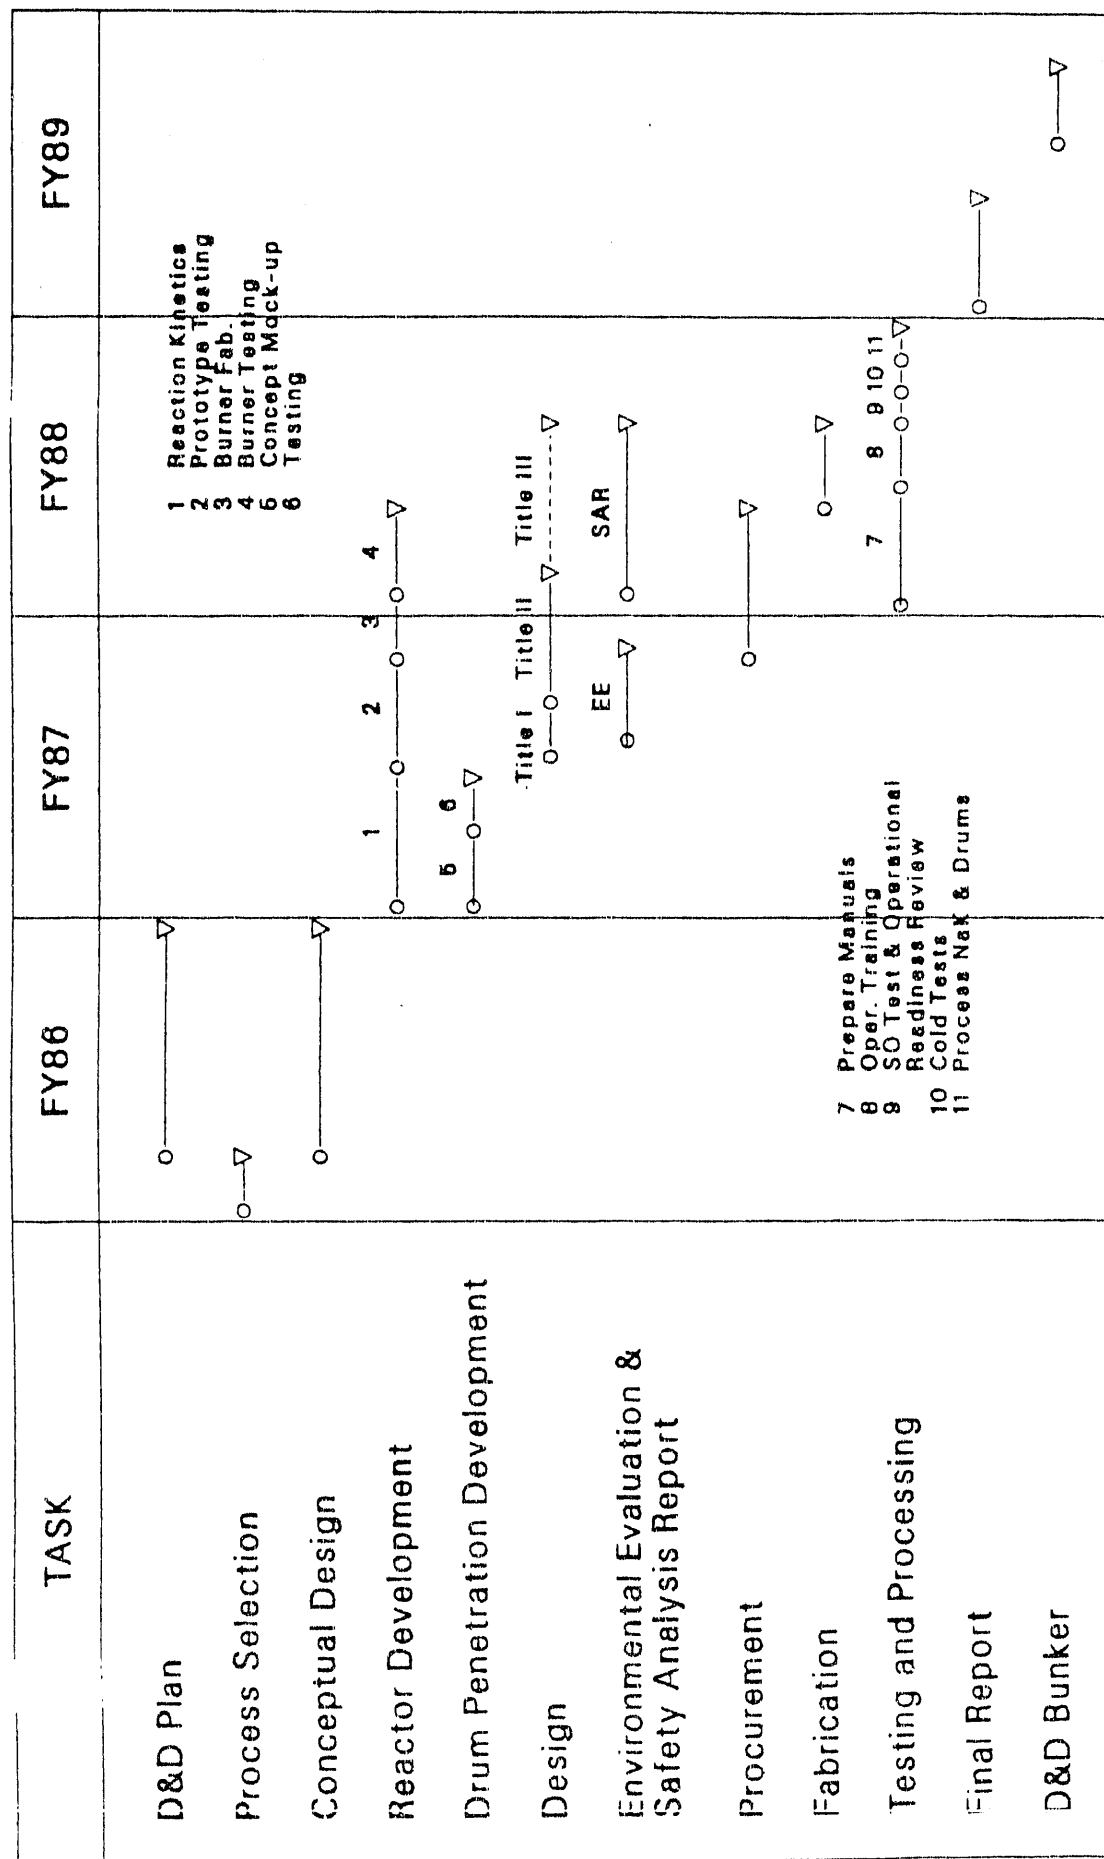 TASK
FY86
FY87
FY88
FY89
D&D Plan
Process Selection
Conceptual Design
Reactor Development
1
2
3
4
1 Reaction Kinetics
2 Prototype Testing
3 Burner Fab.
4 Burner Testing
5 Concept Mock-up
6 Testing
Drum Penetration Development
5
6
Design
Title I
Title II
Title III
Environmental Evaluation &
Safety Analysis Report
EE
SAR
Procurement
Fabrication
Testing and Processing
7
8
9
10
11
7 Prepare Manuals
8 Oper. Training
9 SO Test & Operational
Readiness Review
10 Cold Tests
11 Process NaK & Drums
Final Report
D&D Bunker